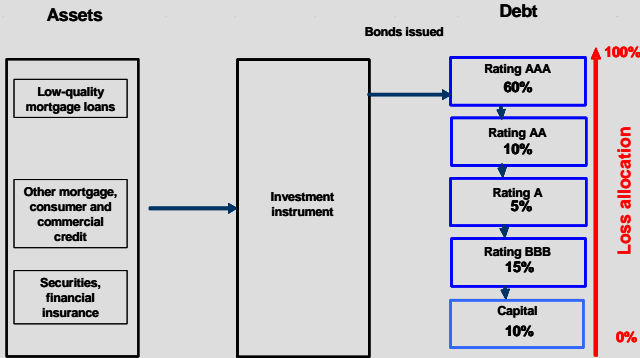 Assets
Debt
Bonds issued
Low-quality
mortgage loans
Other mortgage,
consumer and
commercial
credit
Securities,
financial
insurance
Investment
instrument
Rating AAA
60%
Rating AA
10%
Rating A
5%
Rating BBB
15%
Capital
10%
100%
Loss allocation
0%